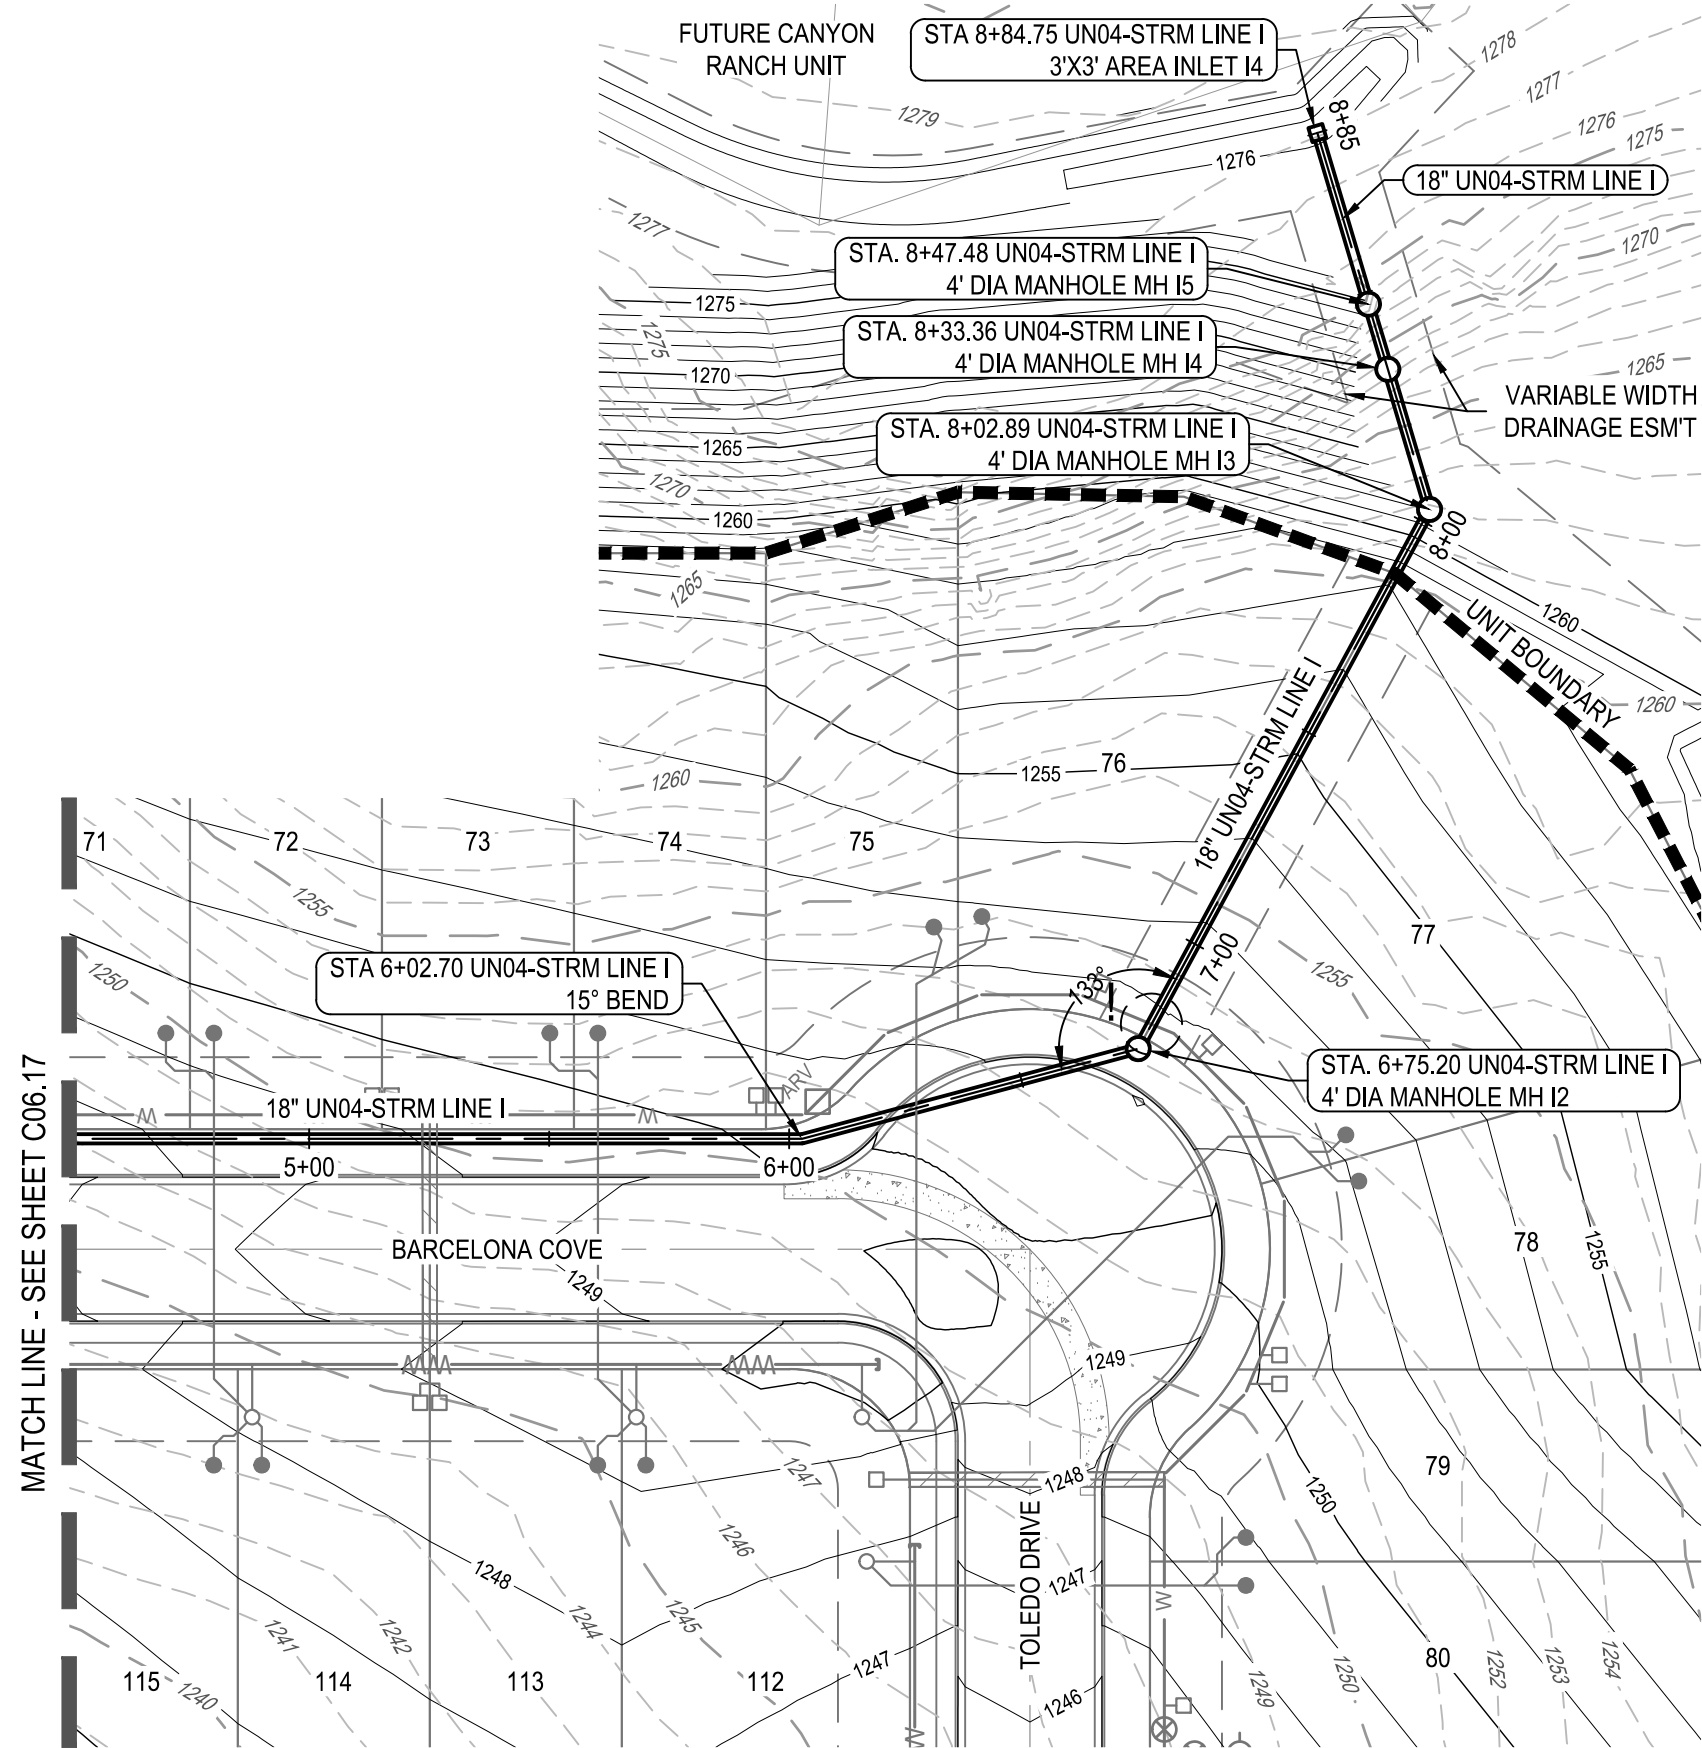 FUTURE CANYON
RANCH UNIT
STA 8+84.75 UN04-STRM LINE I
3'X3' AREA INLET I4
1278
1277
1279
8+85
1276
1275
1276
18" UN04-STRM LINE I
1277
1270
STA. 8+47.48 UN04-STRM LINE I
4' DIA MANHOLE MH I5
1275
1275
STA. 8+33.36 UN04-STRM LINE I
4' DIA MANHOLE MH I4
1270
1265
VARIABLE WIDTH
DRAINAGE ESM'T
STA. 8+02.89 UN04-STRM LINE I
4' DIA MANHOLE MH I3
1265
1270
1260
8+00
1265
1260
UNIT BOUNDARY
1260
18" UN04-STRM LINE I
1255
76
1260
71
72
73
74
75
1255
77
7+00
1255
1250
STA 6+02.70 UN04-STRM LINE I
15° BEND
133°
!
STA. 6+75.20 UN04-STRM LINE I
4' DIA MANHOLE MH I2
ARV
18" UN04-STRM LINE I
5+00
6+00
MATCH LINE - SEE SHEET C06.17
BARCELONA COVE
1249
78
1255
1249
1247
1248
79
1250
1246
TOLEDO DRIVE
1248
1247
1245
1244
1242
1241
1240
1247
1246
115
114
113
112
80
1249
1250
1252
1253
1254